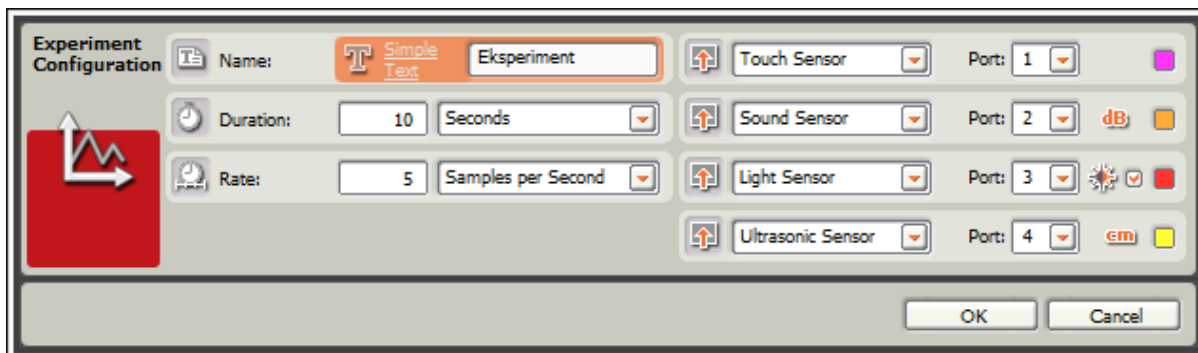 Experiment
Configuration
Name:
Simple
Text
Eksperiment
Duration:
10
Seconds
Rate:
5
Samples per Second
Touch Sensor
Port:
1
Sound Sensor
Port:
2
dB
Light Sensor
Port:
3
Ultrasonic Sensor
Port:
4
cm
OK
Cancel